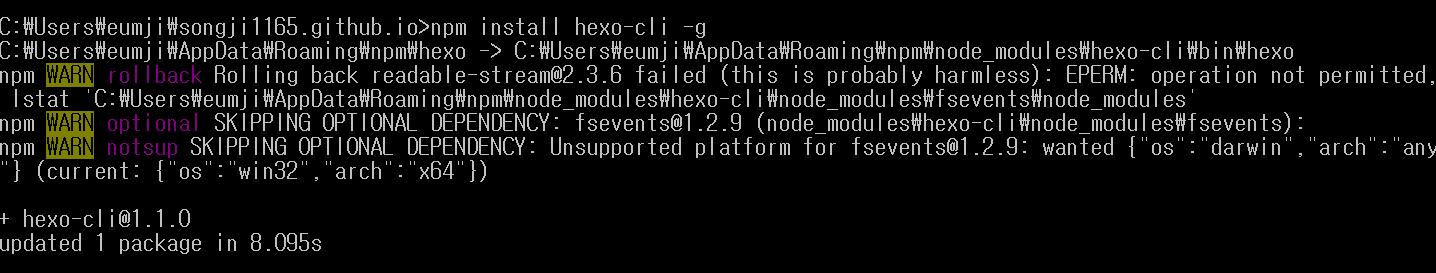 C:₩Users₩eumji₩songji1165.github.io>npm install hexo-cli -g
C:₩Users₩eumji₩AppData₩Roaming₩npm₩hexo -> C:₩Users₩eumji₩AppData₩Roaming₩npm₩node_modules₩hexo-cli₩bin₩hexo
npm WARN rollback Rolling back readable-stream@2.3.6 failed (this is probably harmless): EPERM: operation not permitted,
 lstat 'C:₩Users₩eumji₩AppData₩Roaming₩npm₩node_modules₩hexo-cli₩node_modules₩fsevents₩node_modules'
npm WARN optional SKIPPING OPTIONAL DEPENDENCY: fsevents@1.2.9 (node_modules₩hexo-cli₩node_modules₩fsevents):
npm WARN notsup SKIPPING OPTIONAL DEPENDENCY: Unsupported platform for fsevents@1.2.9: wanted {"os":"darwin","arch":"any
"} (current: {"os":"win32","arch":"x64"})
+ hexo-cli@1.1.0
updated 1 package in 8.095s